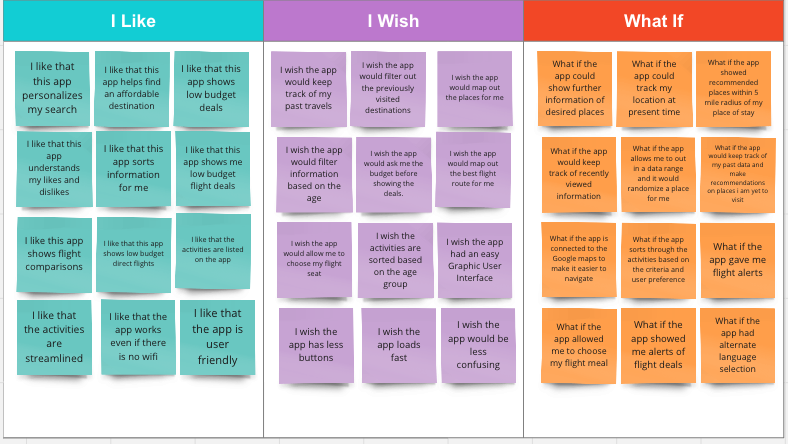 I Like
I Wish
What If
I like that
this app
personalizes
my search
I like that this
app helps find
an affordable
destination
I like that this
app shows
low budget
deals
I like that
this app
understands
my likes and
dislikes
I like that this
app sorts
information
for me
I like that this
app shows me
low budget
flight deals
I like this app
shows flight
comparisons
I like that this app
shows low budget
direct flights
I like that the
activities are listed
on the app
I like that
the activities
are
streamlined
I like that the
app works
even if there
is no wifi
I like that
the app is
user
friendly
I wish the app
would keep
track of my
past travels
I wish the app
would filter out
the previously
visited
destinations
I wish the app
would map out
the places for me
I wish the app
would filter
information
based on the
age
I wish the app
would ask me the
budget before
showing the
deals.
I wish the app
would map out
the best flight
route for me
I wish the app
would allow me to
choose my flight
seat
I wish the
activities are
sorted based
on the age
group
I wish the app
had an easy
Graphic User
Interface
I wish the
app has less
buttons
I wish the
app loads
fast
I wish the
app would be
less
confusing
What if the
app could
show further
information of
desired places
What if the
app could
track my
location at
present time
What if the app
showed
recommended
places within 5
mile radius of my
place of stay
What if the app
would keep
track of recently
viewed
information
What if the app
allows me to out
in a data range
and it would
randomize a place
for me
What if the app
would keep track of
my past data and
make
recommendations
on places i am yet to
visit
What if the app is
connected to the
Google maps to
make it easier to
navigate
What if the app
sorts through the
activities based on
the criteria and
user preference
What if the
app gave me
flight alerts
What if the
app allowed
me to choose
my flight meal
What if the
app showed
me alerts of
flight deals
What if the
app had
alternate
language
selection